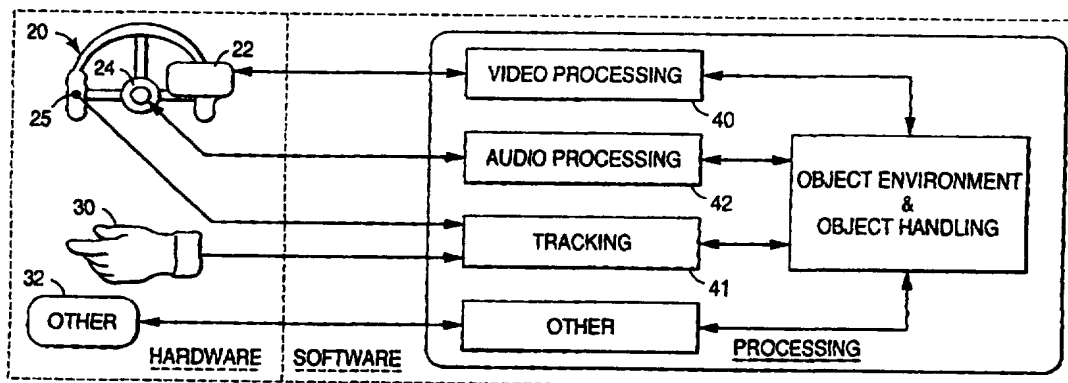 20
24
22
25
30
32
OTHER
HARDWARE
SOFTWARE
VIDEO PROCESSING
40
AUDIO PROCESSING
42
TRACKING
41
OTHER
OBJECT ENVIRONMENT
&
OBJECT HANDLING
PROCESSING